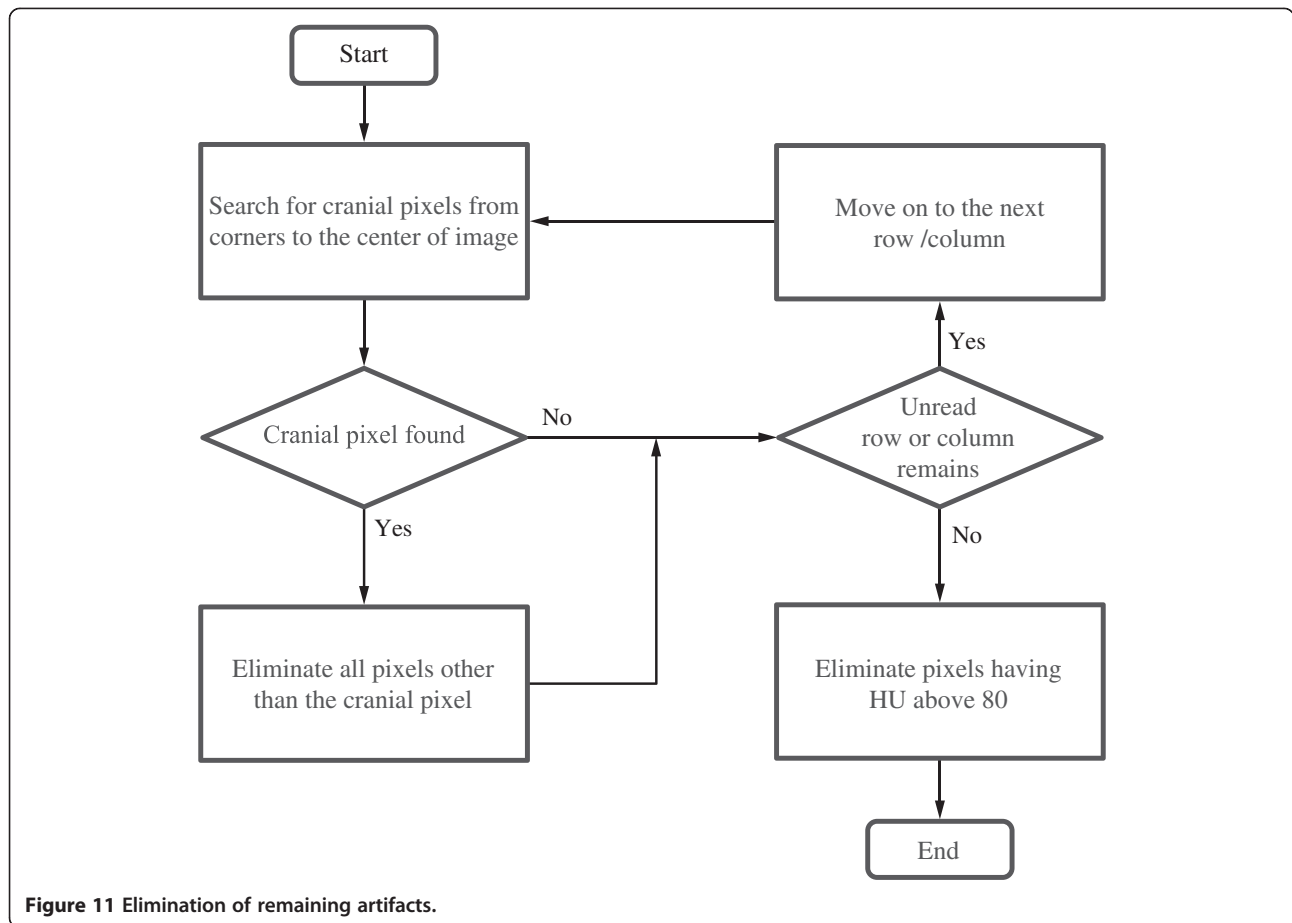 Start
Search for cranial pixels from
corners to the center of image
Move on to the next
row /column
Yes
Cranial pixel found
No
Unread
row or column
remains
Yes
No
Eliminate all pixels other
than the cranial pixel
Eliminate pixels having
HU above 80
End
Figure 11 Elimination of remaining artifacts.